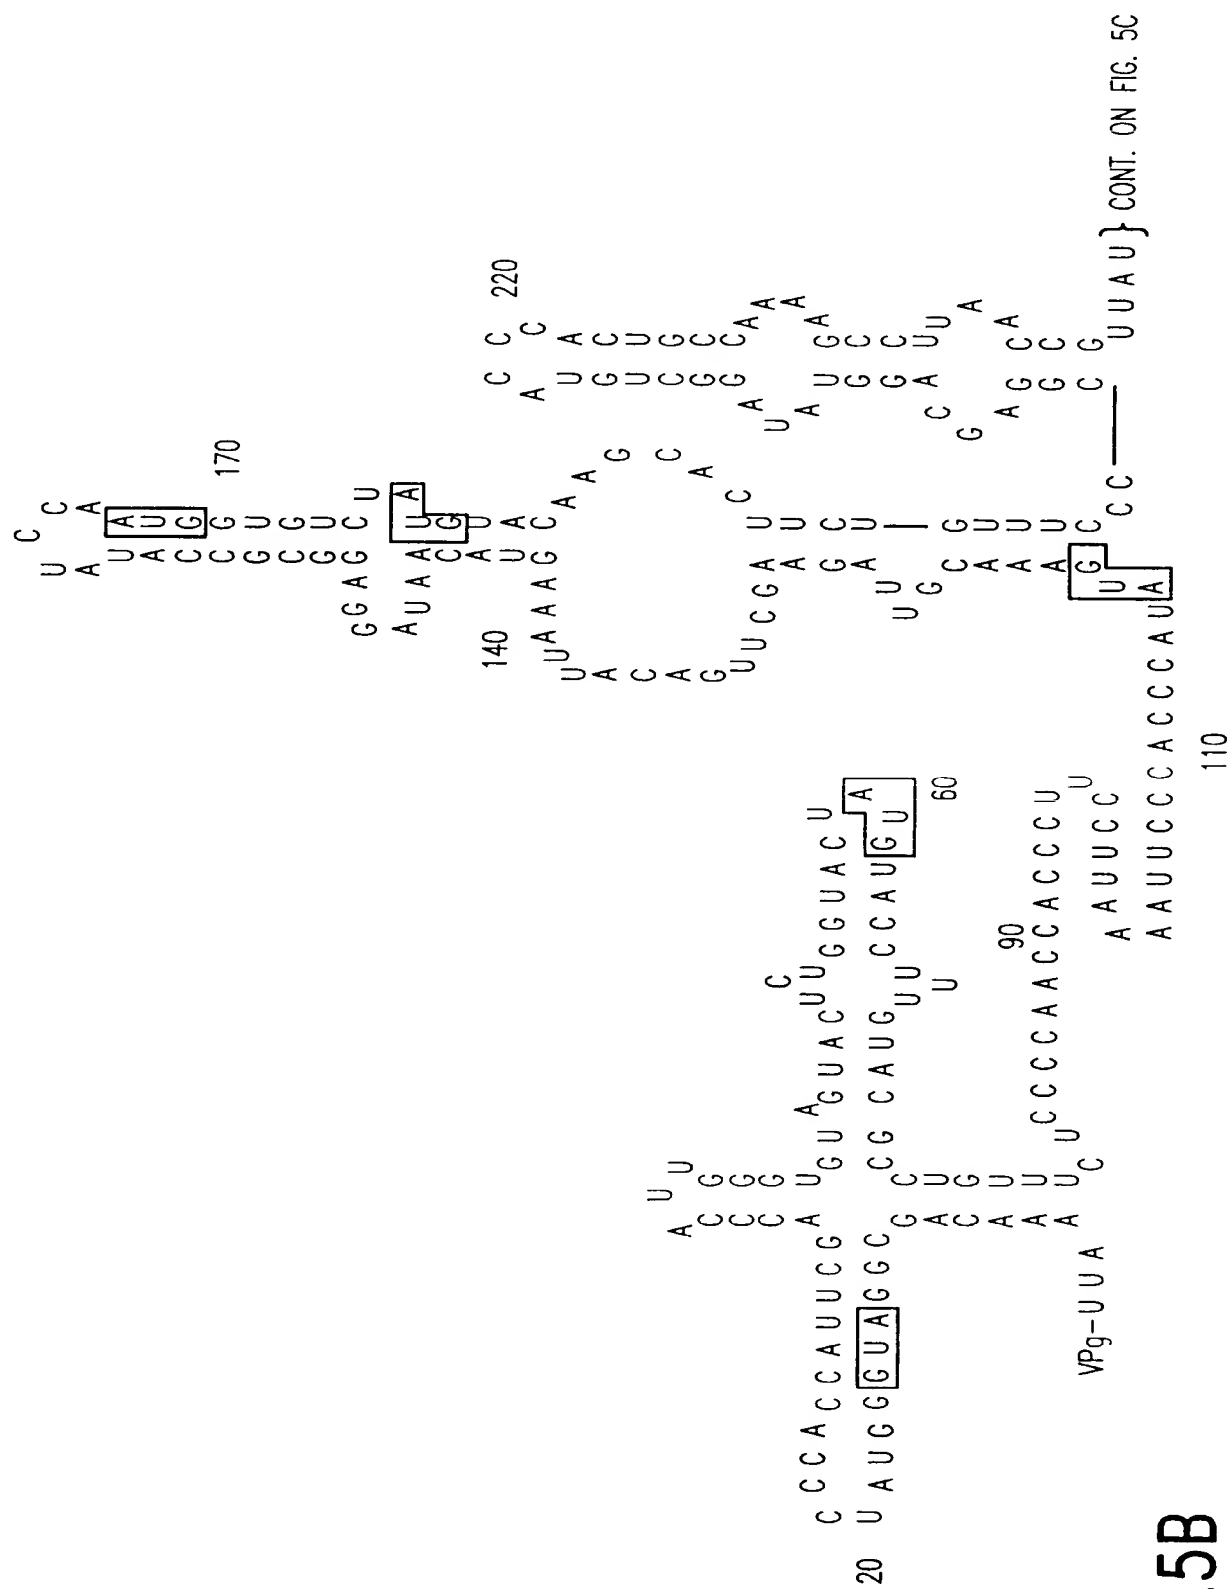 U C C
A A
U A C C G C G G
A U G G U G U C
170
G G A G
U A
A U A A C A U G
U G U A C
140
A A A U U A C A G U U C G A
A A G C A C
220
C C C
A U G U C G G
A C U G C C
A U A U G G A C G A G G C
A A A A G C C U U A A C C G
A G A U U G C A A A G U A U
U U C U G U U U C C C
U U A U } CONT. ON FIG. 5C
A U U
C C C G G G
C C C A C C A U U C G A U G U A G U A C U C U G G U A C U
A
G U
60
20
U A U G G G U A G G C
C G C A U G U U U C C A U
G A C A A A
C U G U U U C U
VPg-UUA
90
C C C C A A C C A C C C U U
C C U U A A
A A U U C C C C A C C C A U
110
5B